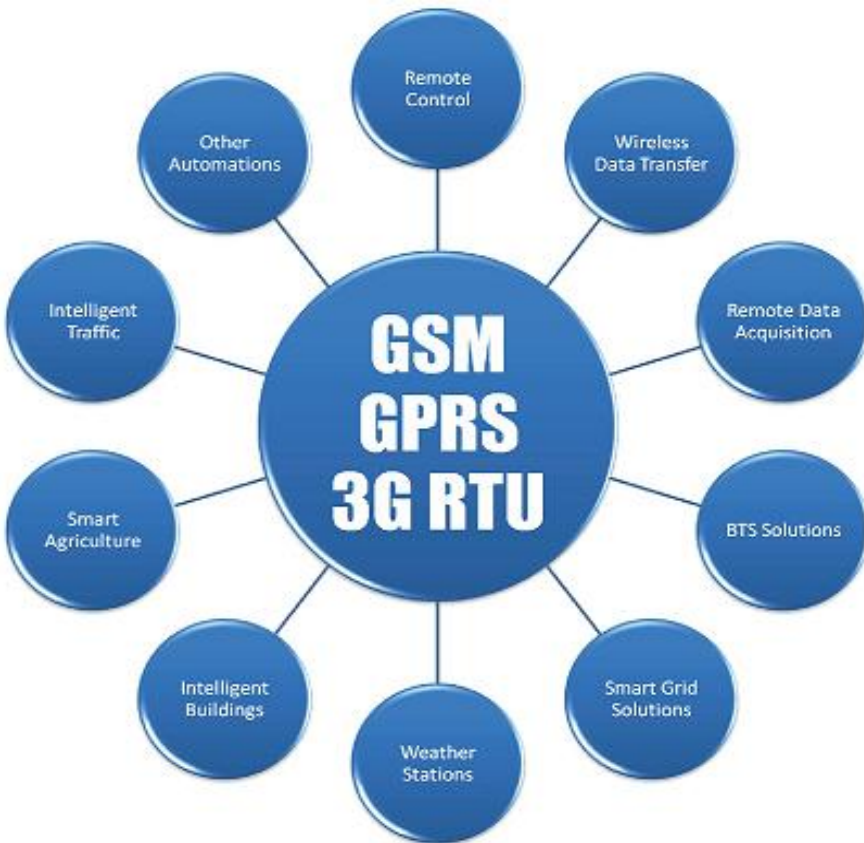 Remote
Control
Wireless
Data Transfer
Remote Data
Acquisition
BTS Solutions
Smart Grid
Solutions
Weather
Stations
Intelligent
Buildings
Smart
Agriculture
Intelligent
Traffic
Other
Automations
GSM
GPRS
3G RTU